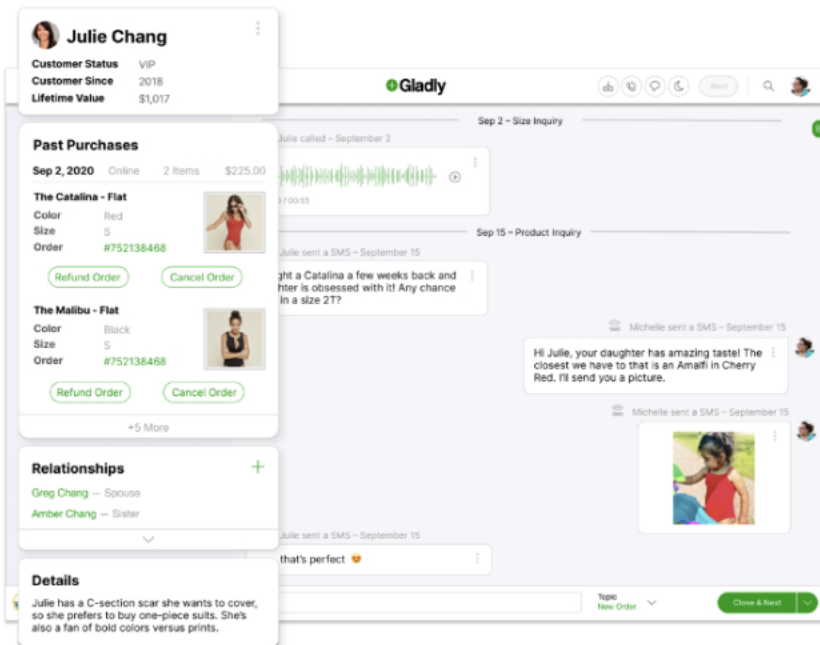 Julie Chang
Customer Status VIP
Customer Since 2018
Lifetime Value $1,017
Past Purchases
Sep 2, 2020 Online 2 Items $225.00
The Catalina - Flat
Color Red
Size S
Order #752138468
Refund Order Cancel Order
The Malibu - Flat
Color Black
Size S
Order #752138468
Refund Order Cancel Order
+5 More
Relationships
Greg Chang — Spouse
Amber Chang — Sister
Details
Julie has a C-section scar she wants to cover,
so she prefers to buy one-piece suits. She's
also a fan of bold colors versus prints.
Gladly
Next
Sep 2 – Size Inquiry
Julie called – September 2
/ 00:55
Sep 15 – Product Inquiry
Julie sent a SMS – September 15
ght a Catalina a few weeks back and
hter is obsessed with it! Any chance
in a size 2T?
Michelle sent a SMS – September 15
Hi Julie, your daughter has amazing taste! The
closest we have to that is an Amalfi in Cherry
Red. I'll send you a picture.
Michelle sent a SMS – September 15
Julie sent a SMS – September 15
that's perfect 😍
Topic
New Order
Close & Next